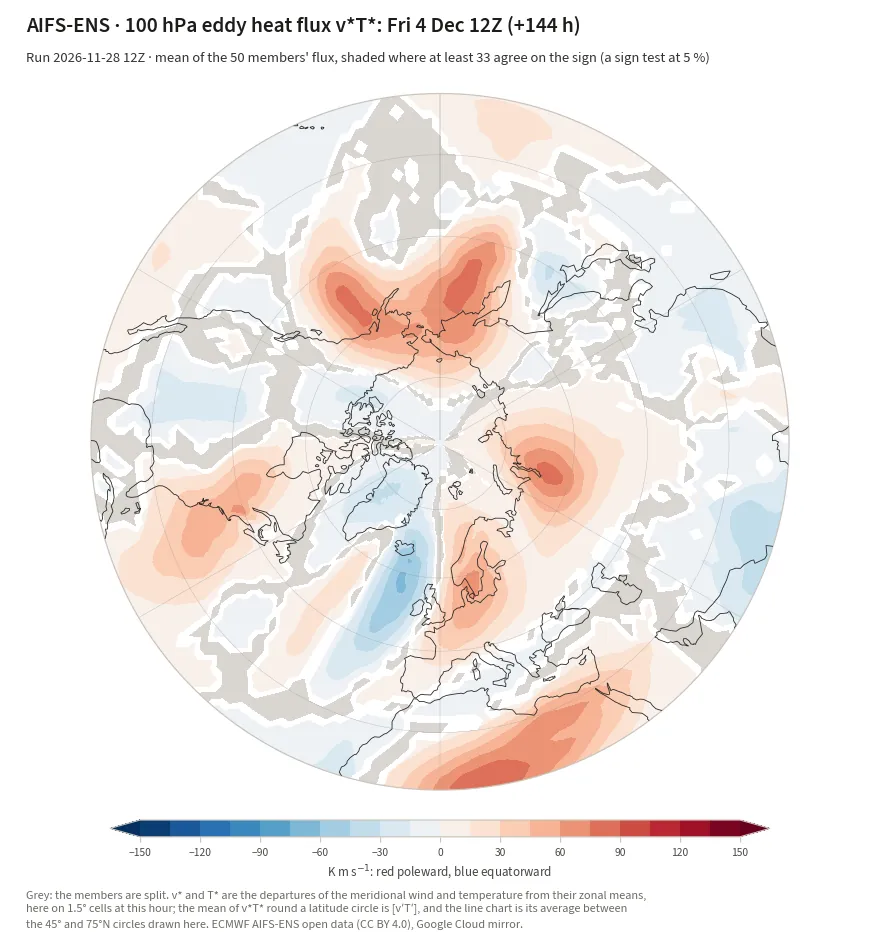 AIFS-ENS · 100 hPa eddy heat flux v*T*: Fri 4 Dec 12Z (+144 h)
Run 2026-11-28 12Z · mean of the 50 members' flux, shaded where at least 33 agree on the sign (a sign test at 5 %)
−150 −120 −90 −60 −30 0 30 60 90 120 150
K m s⁻¹: red poleward, blue equatorward
Grey: the members are split. v* and T* are the departures of the meridional wind and temperature from their zonal means,
here on 1.5° cells at this hour; the mean of v*T* round a latitude circle is [v'T'], and the line chart is its average between
the 45° and 75°N circles drawn here. ECMWF AIFS-ENS open data (CC BY 4.0), Google Cloud mirror.